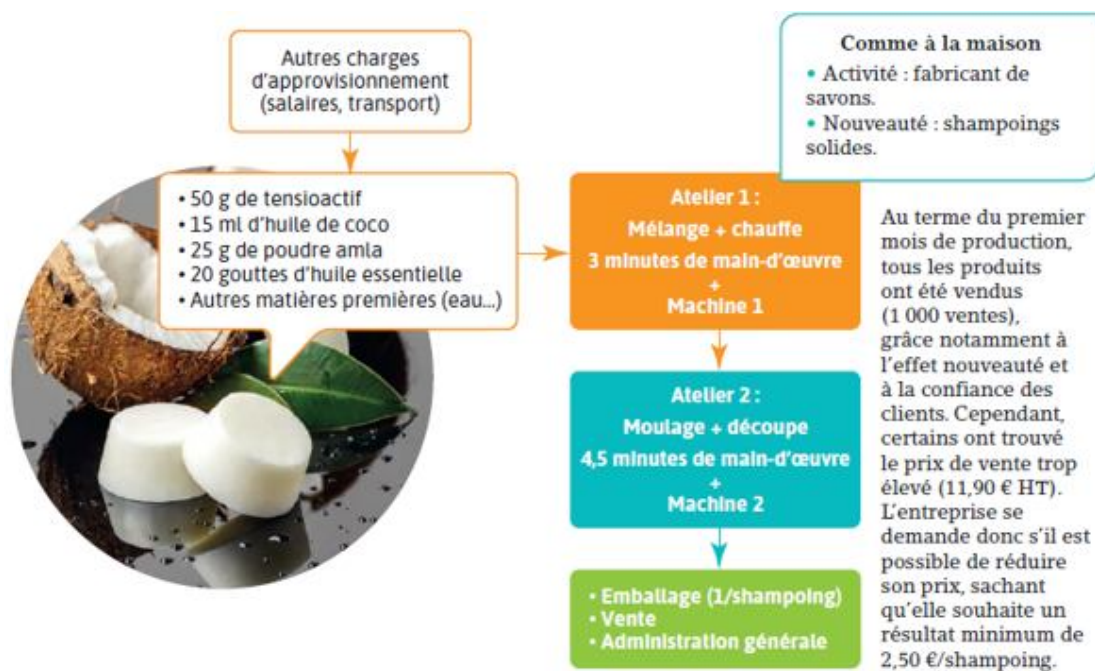 Autres charges
d'approvisionnement
(salaires, transport)
• 50 g de tensioactif
• 15 ml d'huile de coco
• 25 g de poudre amla
• 20 gouttes d'huile essentielle
• Autres matières premières (eau...)
Atelier 1 :
Mélange + chauffe
3 minutes de main-d'œuvre
+
Machine 1
Atelier 2 :
Moulage + découpe
4,5 minutes de main-d'œuvre
+
Machine 2
• Emballage (1/shampoing)
• Vente
• Administration générale
Comme à la maison
• Activité : fabricant de
savons.
• Nouveauté : shampoings
solides.
Au terme du premier
mois de production,
tous les produits
ont été vendus
(1 000 ventes),
grâce notamment à
l'effet nouveauté et
à la confiance des
clients. Cependant,
certains ont trouvé
le prix de vente trop
élevé (11,90 € HT).
L'entreprise se
demande donc s'il est
possible de réduire
son prix, sachant
qu'elle souhaite un
résultat minimum de
2,50 €/shampoing.